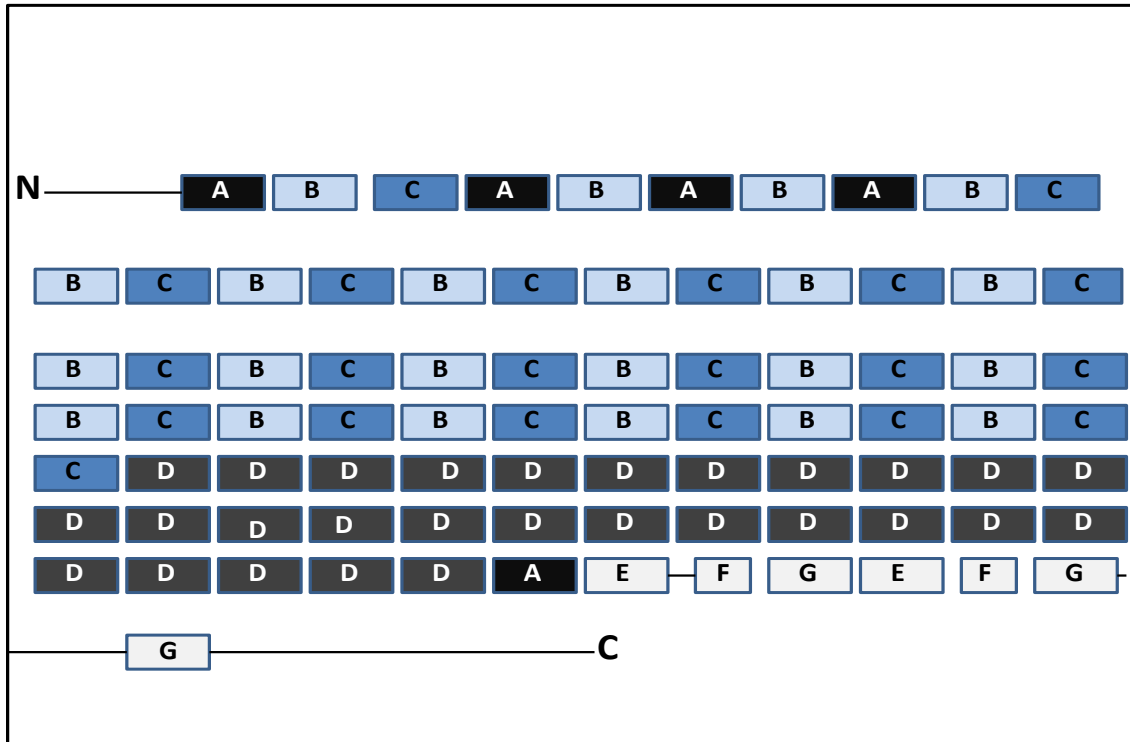 N A B C A B A B A B C
B C B C B C B C B C B C
B C B C B C B C B C B C
B C B C B C B C B C B C
C D D D D D D D D D D D
D D D D D D D D D D D D
D D D D D A E F G E F G
G C